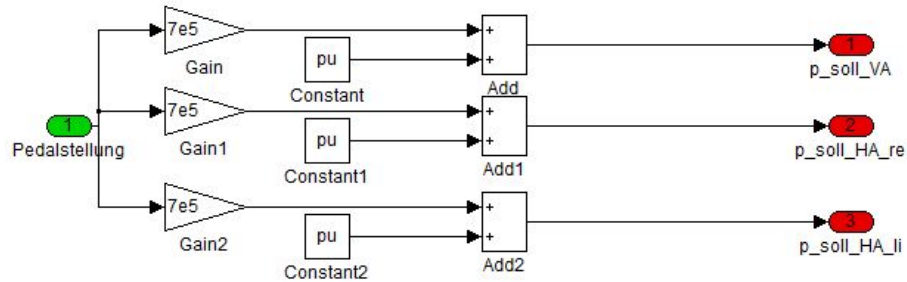 7e5
Gain
pu
Constant
+
+
Add
1
p_soll_VA
1
Pedalstellung
7e5
Gain1
pu
Constant1
+
+
Add1
2
p_soll_HA_re
7e5
Gain2
pu
Constant2
+
+
Add2
3
p_soll_HA_li